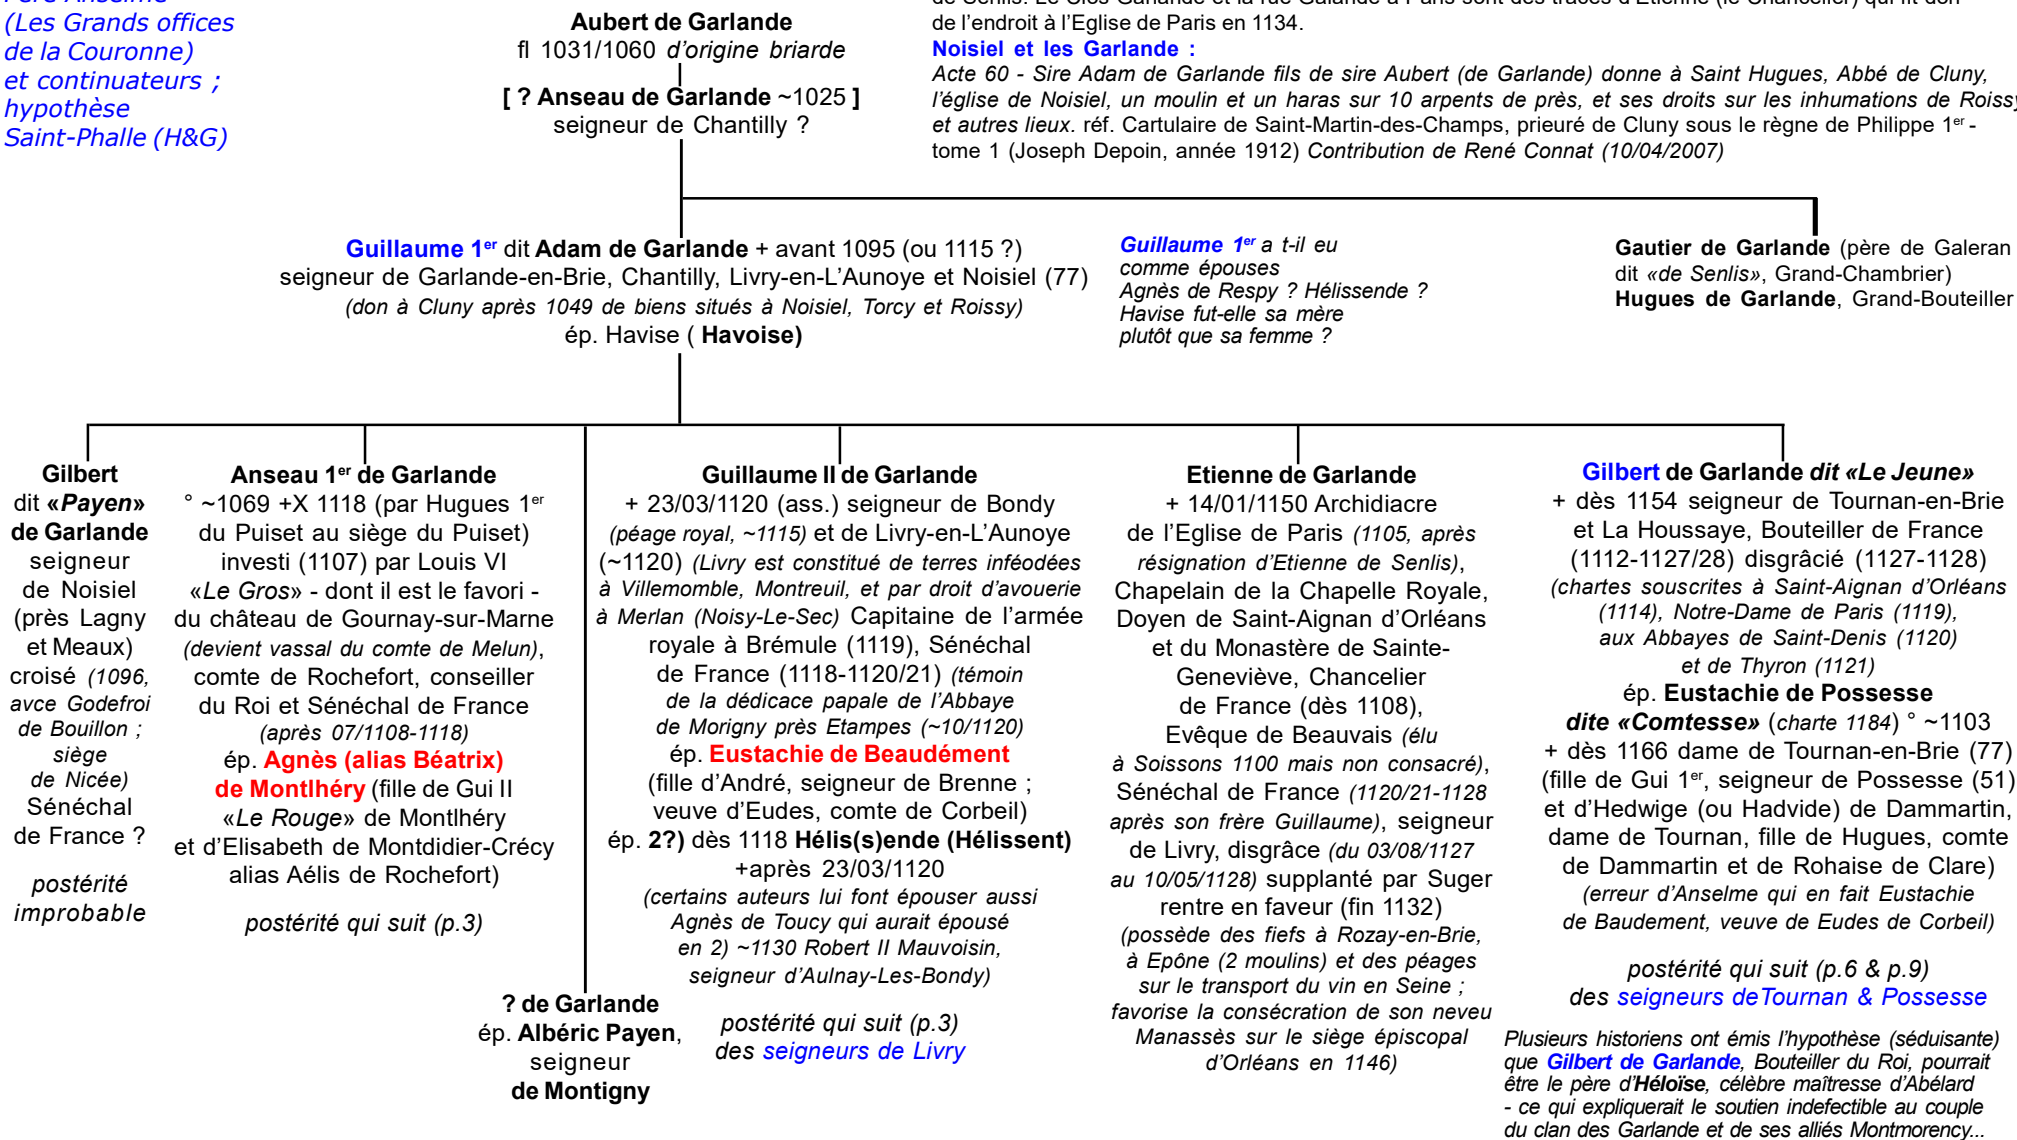 (Les Grands offices
de la Couronne)
et continuateurs ;
hypothèse
Saint-Phalle (H&G)
Aubert de Garlande
fl 1031/1060 d’origine briarde
[ ? Anseau de Garlande ~1025 ]
seigneur de Chantilly ?
de Senlis. Le Clos Garlande et la rue Galande à Paris sont des traces d’Etienne (le Chancelier) qui fit don
de l’endroit à l’Eglise de Paris en 1134.
Noisiel et les Garlande :
Acte 60 - Sire Adam de Garlande fils de sire Aubert (de Garlande) donne à Saint Hugues, Abbé de Cluny,
l’église de Noisiel, un moulin et un haras sur 10 arpents de près, et ses droits sur les inhumations de Roissy
et autres lieux. réf. Cartulaire de Saint-Martin-des-Champs, prieuré de Cluny sous le règne de Philippe 1er -
tome 1 (Joseph Depoin, année 1912) Contribution de René Connat (10/04/2007)
Guillaume 1er dit Adam de Garlande + avant 1095 (ou 1115 ?)
seigneur de Garlande-en-Brie, Chantilly, Livry-en-L’Aunoye et Noisiel (77)
(don à Cluny après 1049 de biens situés à Noisiel, Torcy et Roissy)
ép. Havise ( Havoise)
Guillaume 1er a t-il eu
comme épouses
Agnès de Respy ? Hélissende ?
Havise fut-elle sa mère
plutôt que sa femme ?
Gautier de Garlande (père de Galeran
dit «de Senlis», Grand-Chambrier)
Hugues de Garlande, Grand-Bouteiller
Gilbert
dit «Payen»
de Garlande
seigneur
de Noisiel
(près Lagny
et Meaux)
croisé (1096,
avce Godefroi
de Bouillon ;
siège
de Nicée)
Sénéchal
de France ?
postérité
improbable
Anseau 1er de Garlande
° ~1069 +X 1118 (par Hugues 1er
du Puiset au siège du Puiset)
investi (1107) par Louis VI
«Le Gros» - dont il est le favori -
du château de Gournay-sur-Marne
(devient vassal du comte de Melun),
comte de Rochefort, conseiller
du Roi et Sénéchal de France
(après 07/1108-1118)
ép. Agnès (alias Béatrix)
de Montlhéry (fille de Gui II
«Le Rouge» de Montlhéry
et d’Elisabeth de Montdidier-Crécy
alias Aélis de Rochefort)
postérité qui suit (p.3)
? de Garlande
ép. Albéric Payen,
seigneur
de Montigny
Guillaume II de Garlande
+ 23/03/1120 (ass.) seigneur de Bondy
(péage royal, ~1115) et de Livry-en-L’Aunoye
(~1120) (Livry est constitué de terres inféodées
à Villemomble, Montreuil, et par droit d’avouerie
à Merlan (Noisy-Le-Sec) Capitaine de l’armée
royale à Brémule (1119), Sénéchal
de France (1118-1120/21) (témoin
de la dédicace papale de l’Abbaye
de Morigny près Etampes (~10/1120)
ép. Eustachie de Beaudément
(fille d’André, seigneur de Brenne ;
veuve d’Eudes, comte de Corbeil)
ép. 2?) dès 1118 Hélis(s)ende (Hélissent)
+après 23/03/1120
(certains auteurs lui font épouser aussi
Agnès de Toucy qui aurait épousé
en 2) ~1130 Robert II Mauvoisin,
seigneur d’Aulnay-Les-Bondy)
postérité qui suit (p.3)
des seigneurs de Livry
Etienne de Garlande
+ 14/01/1150 Archidiacre
de l’Eglise de Paris (1105, après
résignation d’Etienne de Senlis),
Chapelain de la Chapelle Royale,
Doyen de Saint-Aignan d’Orléans
et du Monastère de Sainte-
Geneviève, Chancelier
de France (dès 1108),
Evêque de Beauvais (élu
à Soissons 1100 mais non consacré),
Sénéchal de France (1120/21-1128
après son frère Guillaume), seigneur
de Livry, disgrâce (du 03/08/1127
au 10/05/1128) supplanté par Suger
rentre en faveur (fin 1132)
(possède des fiefs à Rozay-en-Brie,
à Epône (2 moulins) et des péages
sur le transport du vin en Seine ;
favorise la consécration de son neveu
Manassès sur le siège épiscopal
d’Orléans en 1146)
Gilbert de Garlande dit «Le Jeune»
+ dès 1154 seigneur de Tournan-en-Brie
et La Houssaye, Bouteiller de France
(1112-1127/28) disgrâcié (1127-1128)
(chartes souscrites à Saint-Aignan d’Orléans
(1114), Notre-Dame de Paris (1119),
aux Abbayes de Saint-Denis (1120)
et de Thyron (1121)
ép. Eustachie de Possesse
dite «Comtesse» (charte 1184) ° ~1103
+ dès 1166 dame de Tournan-en-Brie (77)
(fille de Gui 1er, seigneur de Possesse (51)
et d’Hedwige (ou Hadvide) de Dammartin,
dame de Tournan, fille de Hugues, comte
de Dammartin et de Rohaise de Clare)
(erreur d’Anselme qui en fait Eustachie
de Baudement, veuve de Eudes de Corbeil)
postérité qui suit (p.6 & p.9)
des seigneurs deTournan & Possesse
Plusieurs historiens ont émis l’hypothèse (séduisante)
que Gilbert de Garlande, Bouteiller du Roi, pourrait
être le père d’Héloïse, célèbre maîtresse d’Abélard
- ce qui expliquerait le soutien indefectible au couple
du clan des Garlande et de ses alliés Montmorency...